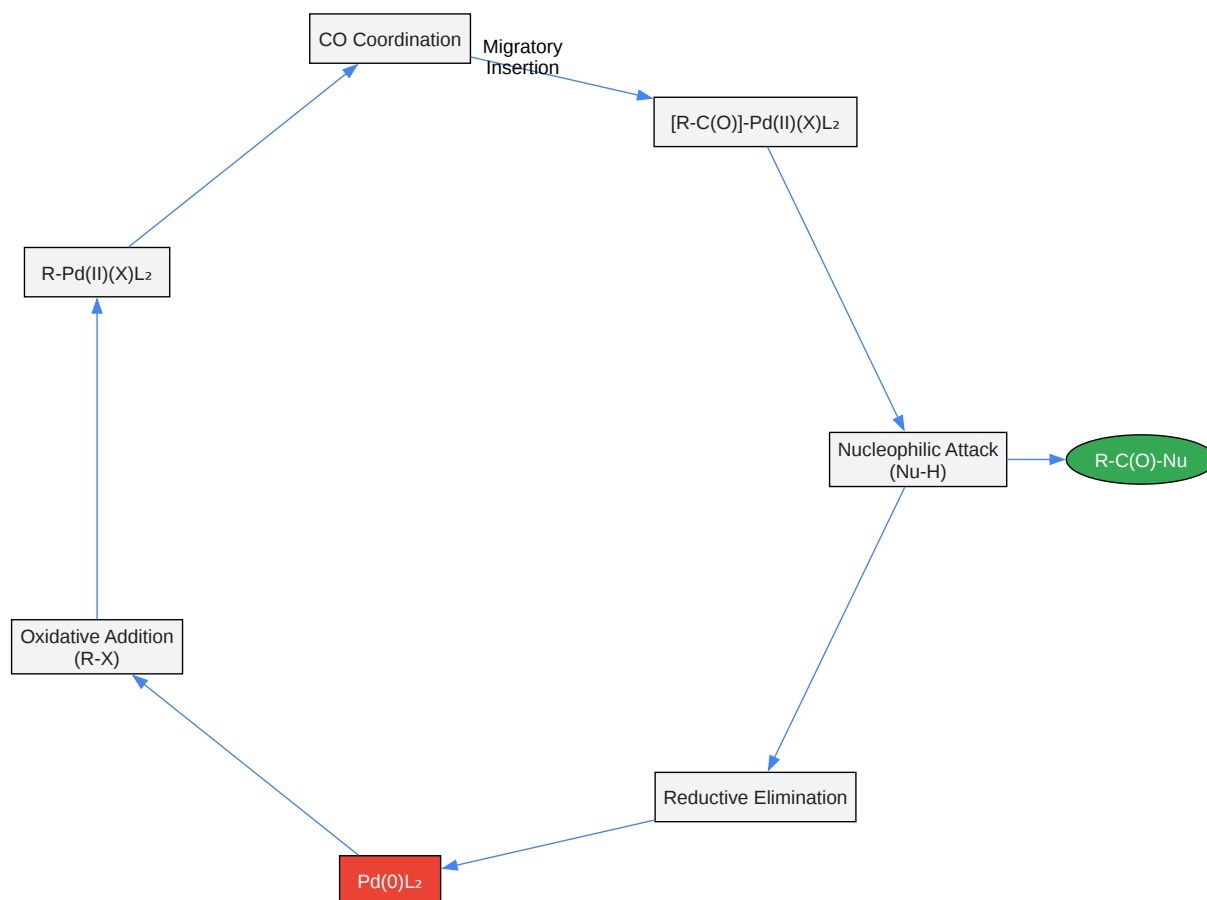 CO Coordination
Migratory
Insertion
[R-C(O)]-Pd(II)(X)L₂
R-Pd(II)(X)L₂
Nucleophilic Attack
(Nu-H)
R-C(O)-Nu
Oxidative Addition
(R-X)
Reductive Elimination
Pd(0)L₂